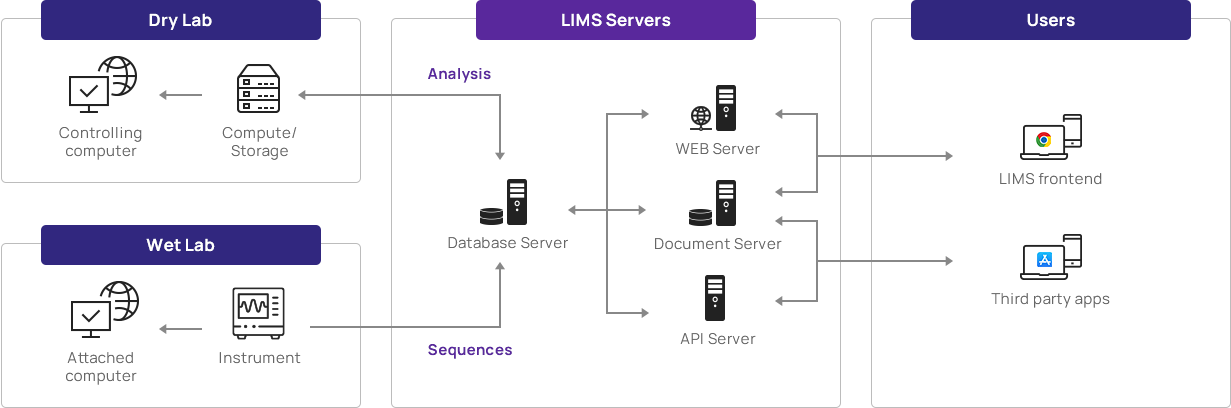 Dry Lab
Controlling
computer
Compute/
Storage
Wet Lab
Attached
computer
Instrument
LIMS Servers
Analysis
Database Server
Sequences
WEB Server
Document Server
API Server
Users
LIMS frontend
Third party apps